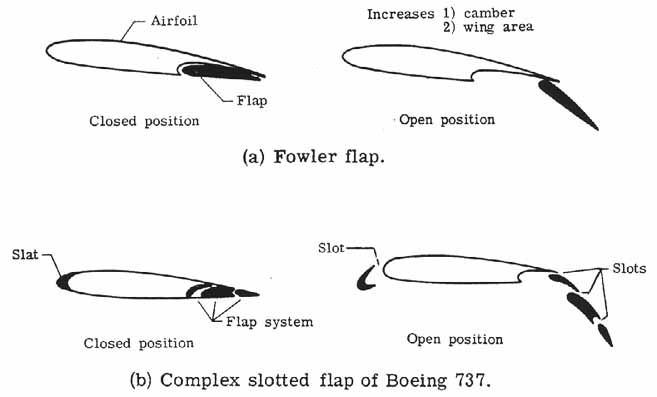 Airfoil
Flap
Closed position
Increases 1) camber
2) wing area
Open position
(a) Fowler flap.
Slat
Flap system
Closed position
Slot
Slots
Open position
(b) Complex slotted flap of Boeing 737.